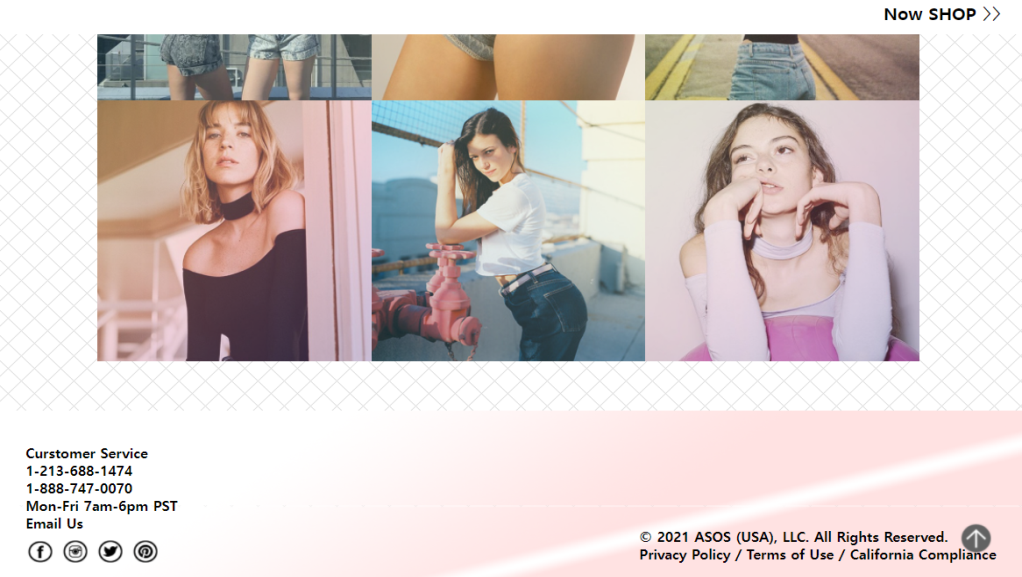 Now SHOP >>
Curstomer Service
1-213-688-1474
1-888-747-0070
Mon-Fri 7am-6pm PST
Email Us
© 2021 ASOS (USA), LLC. All Rights Reserved.
Privacy Policy / Terms of Use / California Compliance